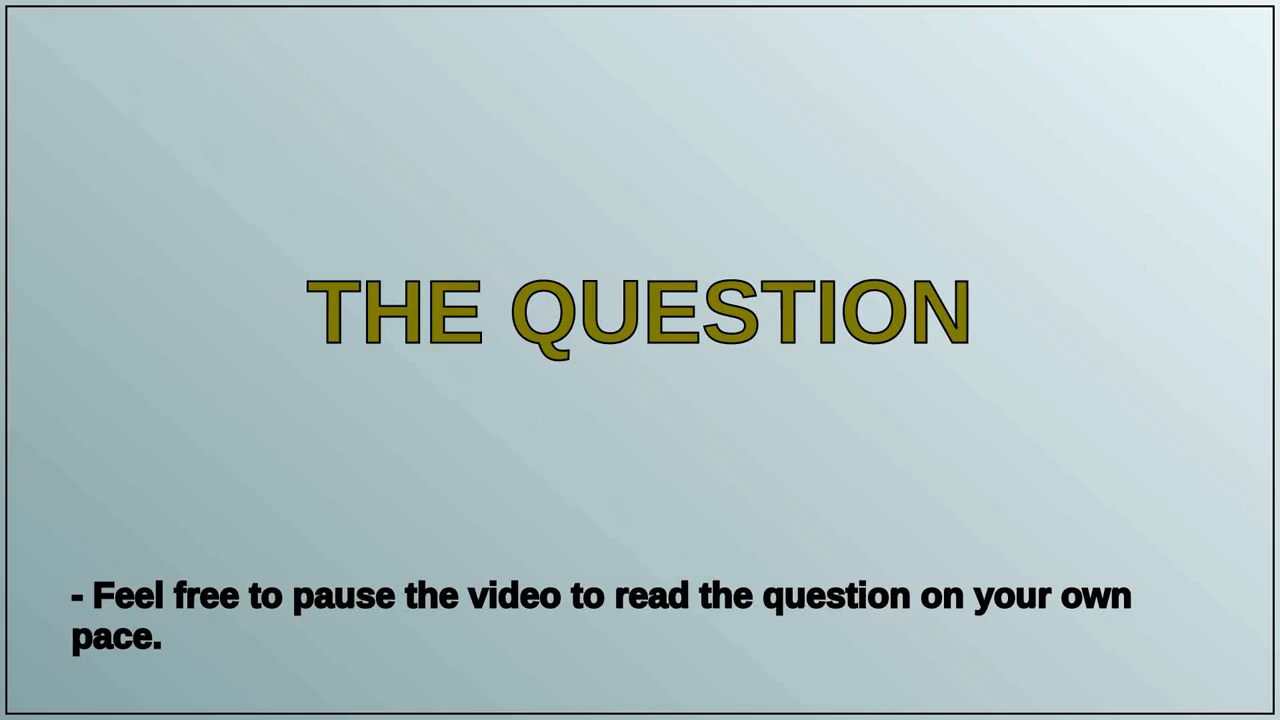 THE QUESTION
- Feel free to pause the video to read the question on your own
pace.